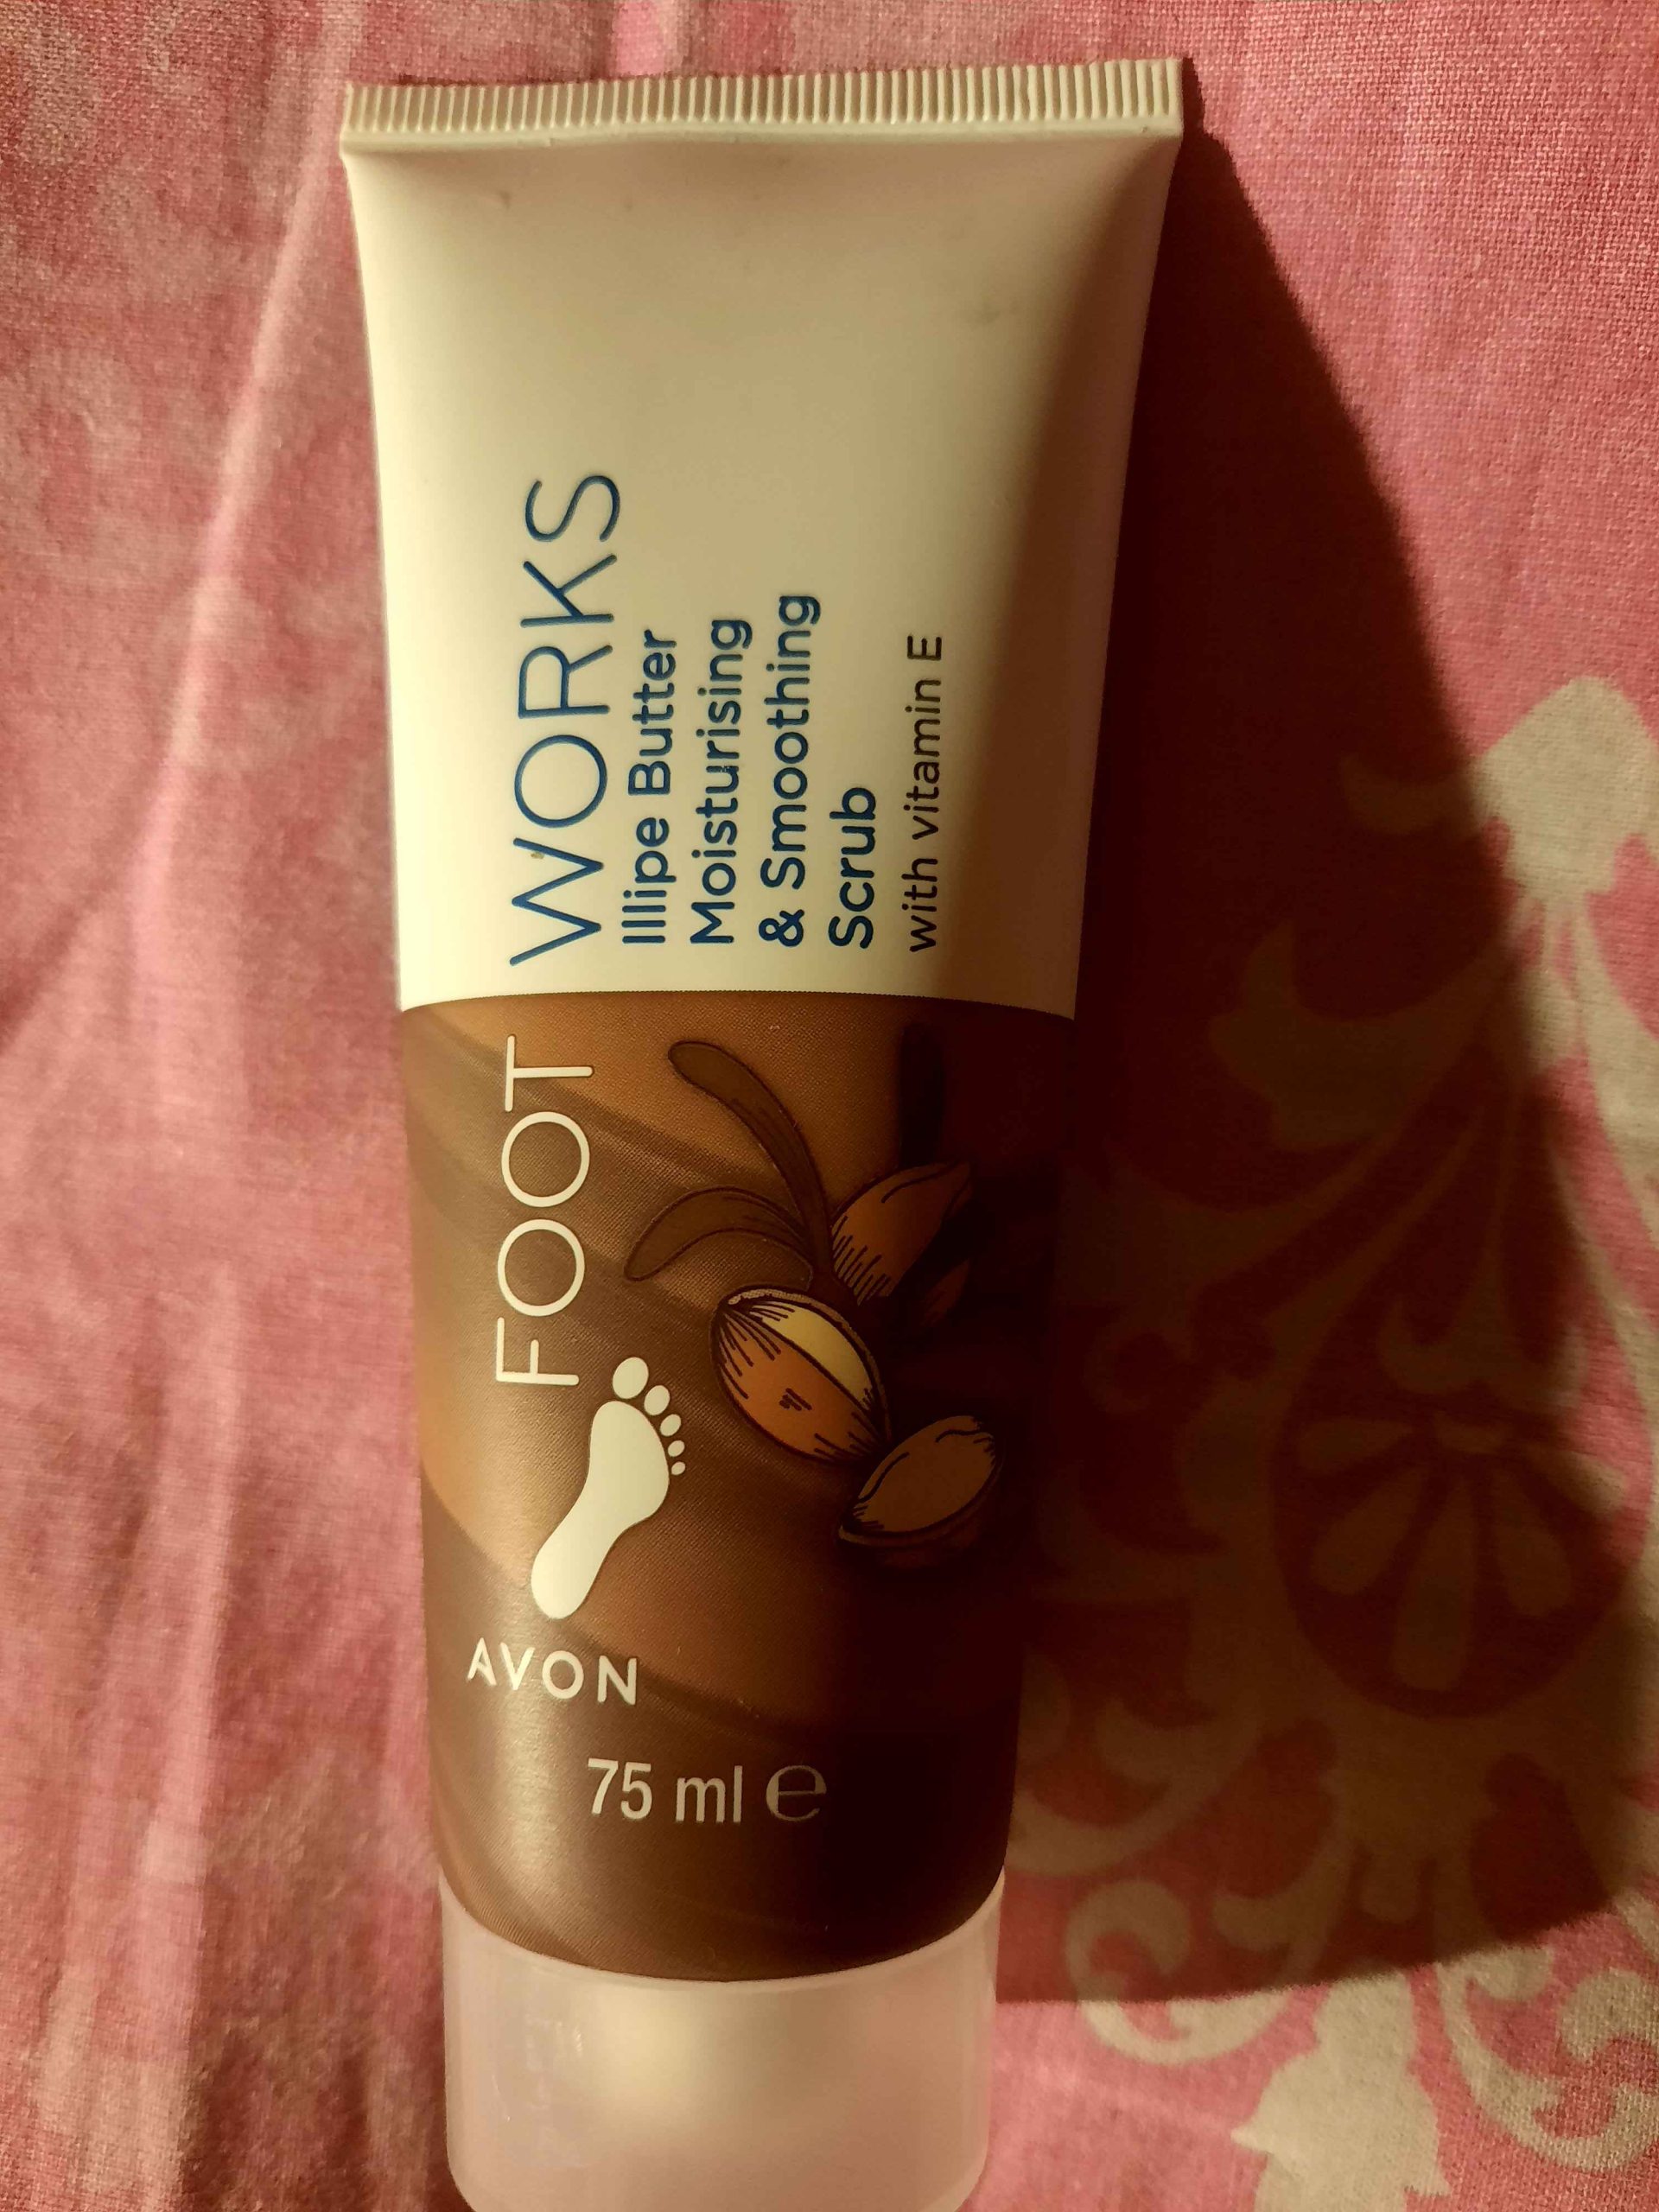 AVON
FOOT WORKS
Illipe Butter
Moisturising
& Smoothing
Scrub
with vitamin E
75 ml ℮